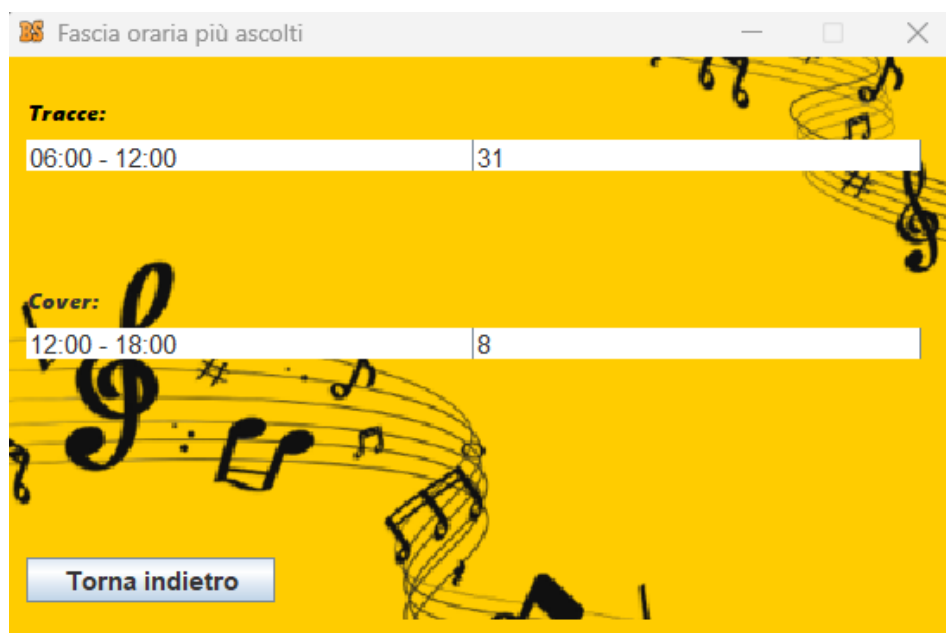 BS Fascia oraria più ascolti
Tracce:
06:00 - 12:00 31
Cover:
12:00 - 18:00 8
Torna indietro